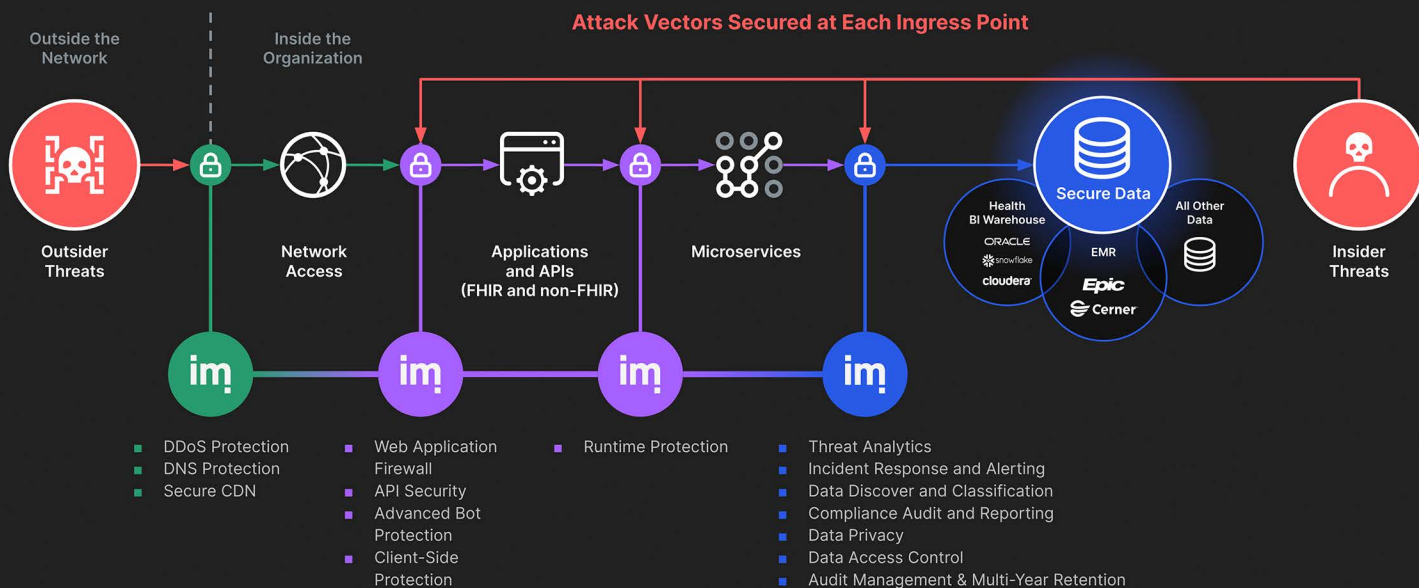 Attack Vectors Secured at Each Ingress Point
Outside the
Network
Inside the
Organization
Outsider
Threats
Network
Access
Applications
and APIs
(FHIR and non-FHIR)
Microservices
Secure Data
Health
BI Warehouse
ORACLE
snowflake
cloudera
EMR
Epic
Cerner
All Other
Data
Insider
Threats
im
im
im
im
DDoS Protection
DNS Protection
Secure CDN
Web Application
Firewall
API Security
Advanced Bot
Protection
Client-Side
Protection
Runtime Protection
Threat Analytics
Incident Response and Alerting
Data Discover and Classification
Compliance Audit and Reporting
Data Privacy
Data Access Control
Audit Management & Multi-Year Retention